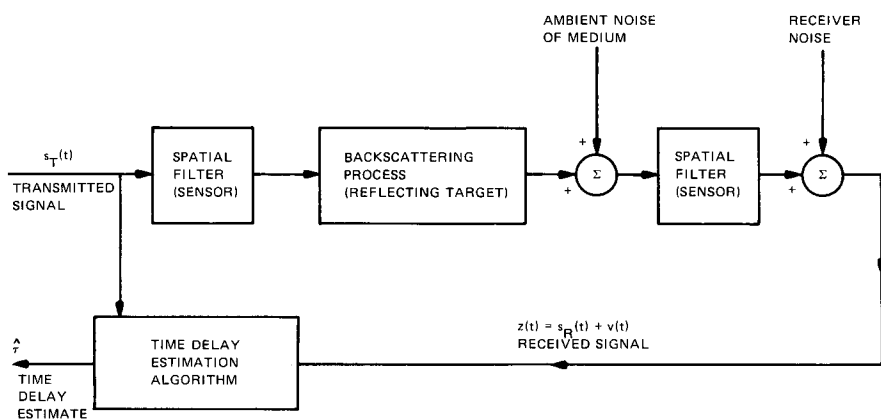 AMBIENT NOISE
OF MEDIUM
RECEIVER
NOISE
s_T(t)
TRANSMITTED
SIGNAL
SPATIAL
FILTER
(SENSOR)
BACKSCATTERING
PROCESS
(REFLECTING TARGET)
+
+
Σ
SPATIAL
FILTER
(SENSOR)
+
+
Σ
z(t) = s_R(t) + v(t)
RECEIVED SIGNAL
TIME DELAY
ESTIMATION
ALGORITHM
τ̂
TIME
DELAY
ESTIMATE